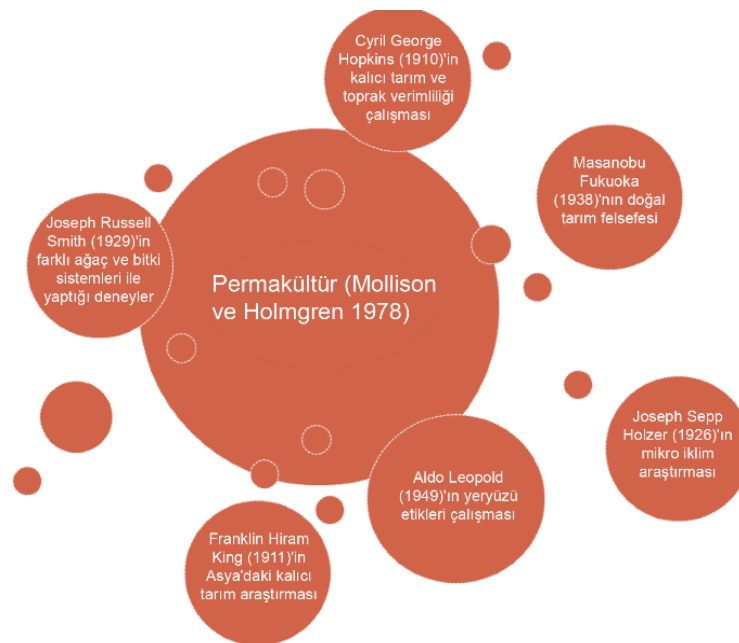 Cyril George
Hopkins (1910)'in
kalıcı tarım ve
toprak verimliliği
çalışması
Masanobu
Fukuoka
(1938)'nın doğal
tarım felsefesi
Joseph Russell
Smith (1929)'in
farklı ağaç ve bitki
sistemleri ile
yaptığı deneyler
Permakültür (Mollison
ve Holmgren 1978)
Joseph Sepp
Holzer (1926)'ın
mikro iklim
araştırması
Aldo Leopold
(1949)'ın yeryüzü
etikleri çalışması
Franklin Hiram
King (1911)'in
Asya'daki kalıcı
tarım araştırması